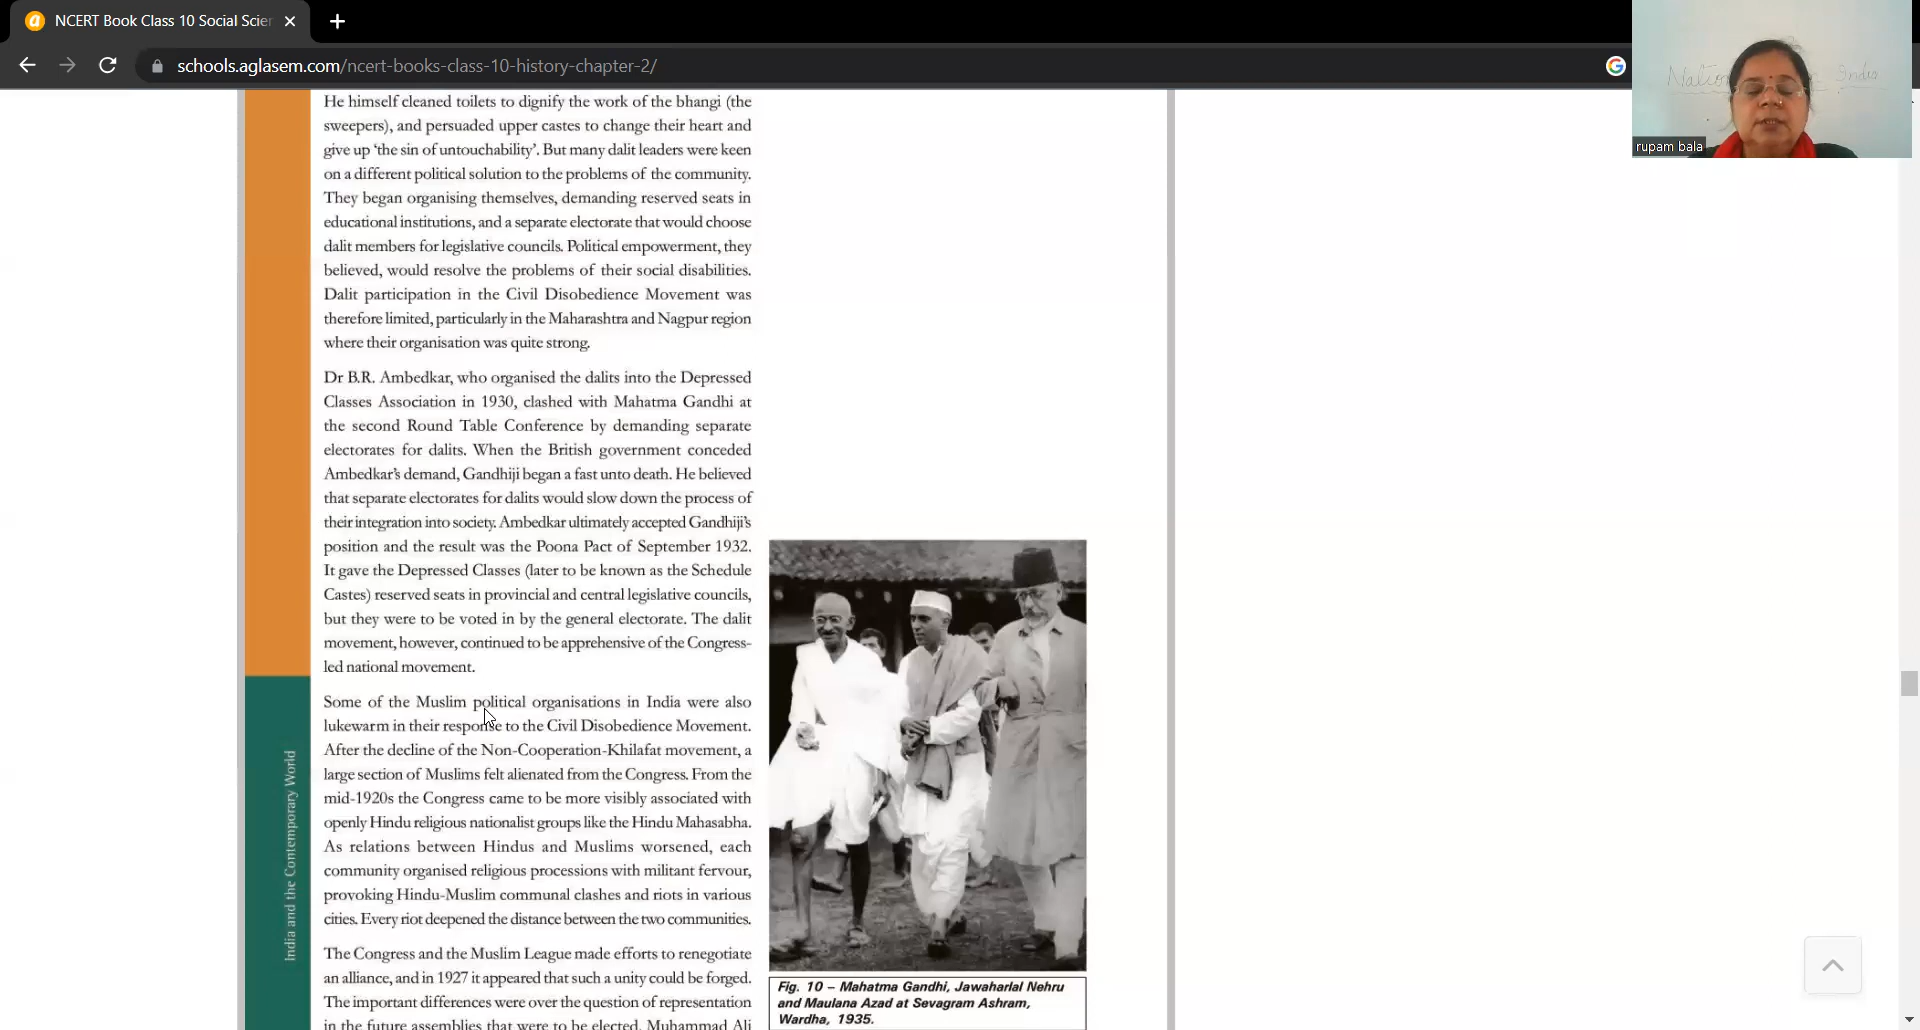 NCERT Book Class 10 Social Scie
schools.aglasem.com/ncert-books-class-10-history-chapter-2/
India
rupam bala
He himself cleaned toilets to dignify the work of the bhangi (the
sweepers), and persuaded upper castes to change their heart and
give up ‘the sin of untouchability’. But many dalit leaders were keen
on a different political solution to the problems of the community.
They began organising themselves, demanding reserved seats in
educational institutions, and a separate electorate that would choose
dalit members for legislative councils. Political empowerment, they
believed, would resolve the problems of their social disabilities.
Dalit participation in the Civil Disobedience Movement was
therefore limited, particularly in the Maharashtra and Nagpur region
where their organisation was quite strong.
Dr B.R. Ambedkar, who organised the dalits into the Depressed
Classes Association in 1930, clashed with Mahatma Gandhi at
the second Round Table Conference by demanding separate
electorates for dalits. When the British government conceded
Ambedkar’s demand, Gandhiji began a fast unto death. He believed
that separate electorates for dalits would slow down the process of
their integration into society. Ambedkar ultimately accepted Gandhiji’s
position and the result was the Poona Pact of September 1932.
It gave the Depressed Classes (later to be known as the Schedule
Castes) reserved seats in provincial and central legislative councils,
but they were to be voted in by the general electorate. The dalit
movement, however, continued to be apprehensive of the Congress-
led national movement.
Some of the Muslim political organisations in India were also
lukewarm in their response to the Civil Disobedience Movement.
After the decline of the Non-Cooperation-Khilafat movement, a
large section of Muslims felt alienated from the Congress. From the
mid-1920s the Congress came to be more visibly associated with
openly Hindu religious nationalist groups like the Hindu Mahasabha.
As relations between Hindus and Muslims worsened, each
community organised religious processions with militant fervour,
provoking Hindu-Muslim communal clashes and riots in various
cities. Every riot deepened the distance between the two communities.
The Congress and the Muslim League made efforts to renegotiate
an alliance, and in 1927 it appeared that such a unity could be forged.
The important differences were over the question of representation
in the future assemblies that were to be elected. Muhammad Ali
India and the Contemporary World
Fig. 10 – Mahatma Gandhi, Jawaharlal Nehru
and Maulana Azad at Sevagram Ashram,
Wardha, 1935.